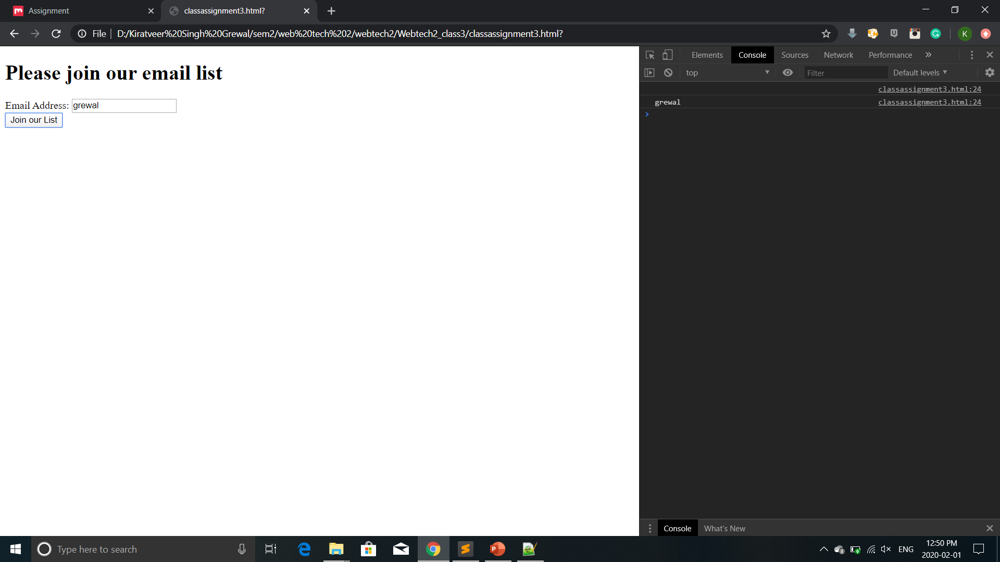 Assignment
classassignment3.html?
File
D:/Kiratveer%20Singh%20Grewal/sem2/web%20tech%202/webtech2/Webtech2_class3/classassignment3.html?
K
Please join our email list
Email Address: grewal
Join our List
Elements Console Sources Network Performance
top Filter Default levels
classassignment3.html:24
grewal classassignment3.html:24
Console What's New
Type here to search
ENG
12:50 PM
2020-02-01